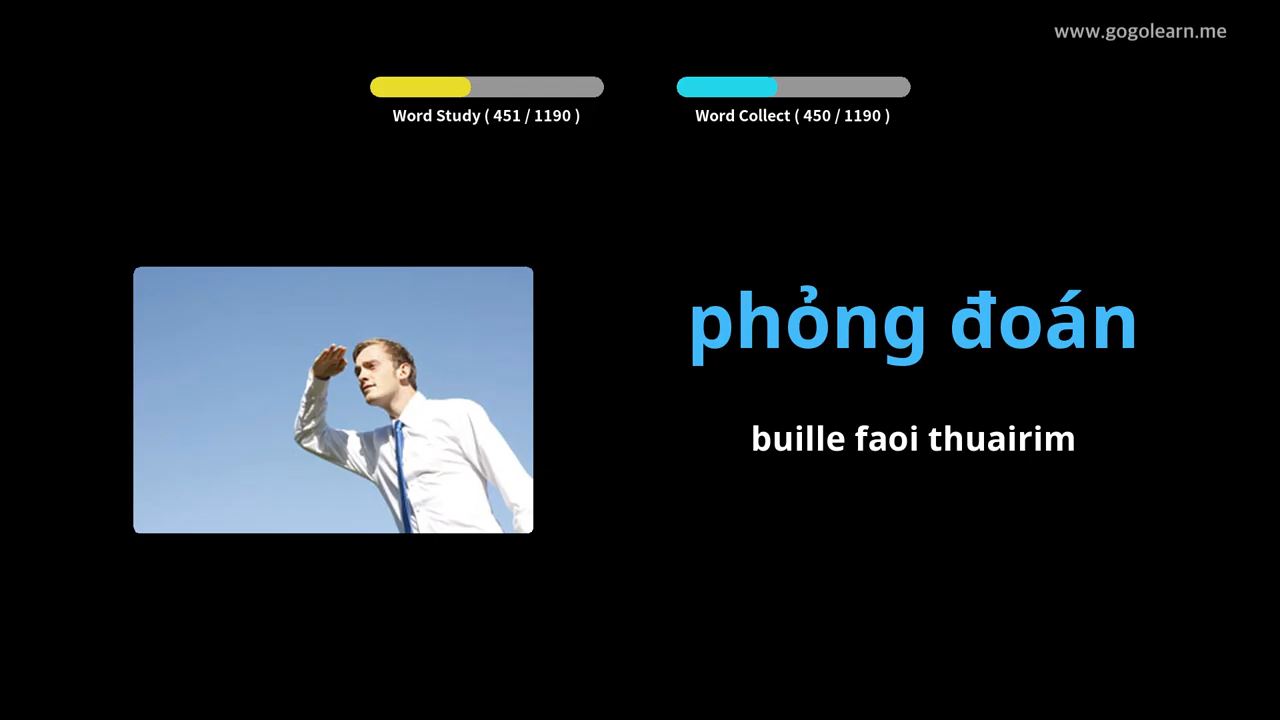 www.gogolearn.me
Word Study ( 451 / 1190 )
Word Collect ( 450 / 1190 )
phỏng đoán
buille faoi thuairim